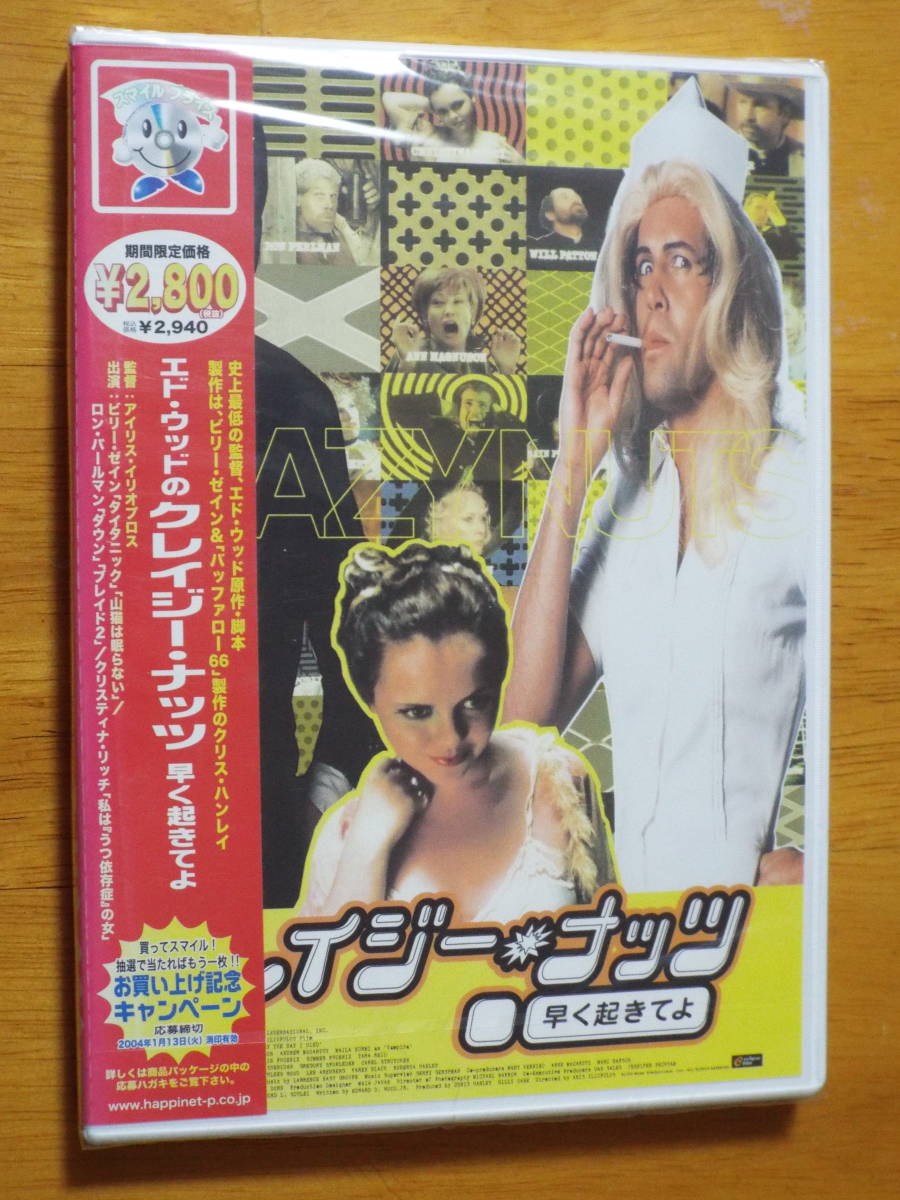 スマイル プライス
期間限定価格
¥2,800
(税抜)
税込価格 ¥2,940
史上最低の監督、エド・ウッド原作・脚本
製作は、ビリー・ゼイン&「バッファロー66」製作のクリス・ハンレイ
エド・ウッドのクレイジー・ナッツ 早く起きてよ
監督:アイリス・イリオプロス
出演:ビリー・ゼイン「タイタニック」「山猫は眠らない」/
ロン・パールマン「ダウン」「ブレイド2」/クリスティナ・リッチ「私は「うつ依存症」の女」
買ってスマイル!
抽選で当たればもう一枚!!
お買い上げ記念
キャンペーン
応募締切
2004年1月13日(火) 消印有効
詳しくは商品パッケージの中の
応募ハガキをご覧下さい。
www.happinet-p.co.jp
RON PERLMAN
WILL PATTON
ANN MAGNUSON
AZYNUTS
レイジー・ナッツ
早く起きてよ